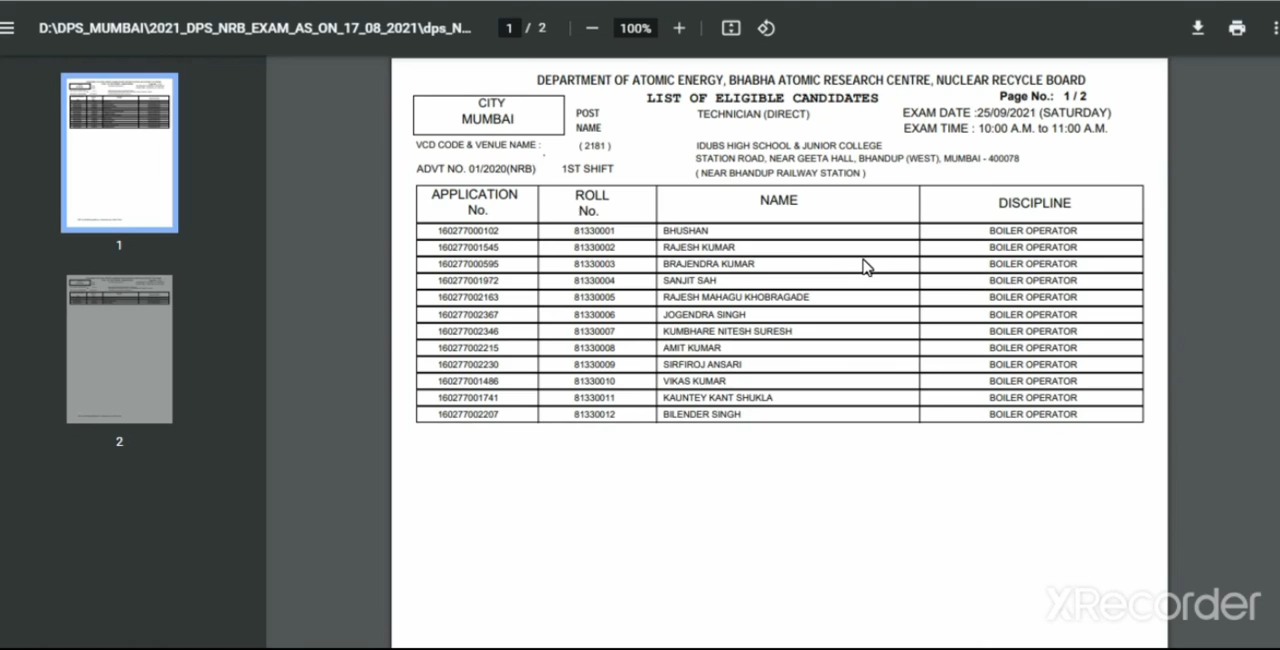 D:\DPS_MUMBAI\2021_DPS_NRB_EXAM_AS_ON_17_08_2021\dps_N... 1 / 2 — 100% +
DEPARTMENT OF ATOMIC ENERGY, BHABHA ATOMIC RESEARCH CENTRE, NUCLEAR RECYCLE BOARD
LIST OF ELIGIBLE CANDIDATES Page No.: 1 / 2
CITY
MUMBAI
POST
NAME
TECHNICIAN (DIRECT)
EXAM DATE :25/09/2021 (SATURDAY)
EXAM TIME : 10:00 A.M. to 11:00 A.M.
VCD CODE & VENUE NAME : ( 2181 ) IDUBS HIGH SCHOOL & JUNIOR COLLEGE
STATION ROAD, NEAR GEETA HALL, BHANDUP (WEST), MUMBAI - 400078
ADVT NO. 01/2020(NRB) 1ST SHIFT ( NEAR BHANDUP RAILWAY STATION )
APPLICATION No. ROLL No. NAME DISCIPLINE
160277000102 81330001 BHUSHAN BOILER OPERATOR
160277001545 81330002 RAJESH KUMAR BOILER OPERATOR
160277000595 81330003 BRAJENDRA KUMAR BOILER OPERATOR
160277001972 81330004 SANJIT SAH BOILER OPERATOR
160277002163 81330005 RAJESH MAHAGU KHOBRAGADE BOILER OPERATOR
160277002367 81330006 JOGENDRA SINGH BOILER OPERATOR
160277002346 81330007 KUMBHARE NITESH SURESH BOILER OPERATOR
160277002215 81330008 AMIT KUMAR BOILER OPERATOR
160277002230 81330009 SIRFIROJ ANSARI BOILER OPERATOR
160277001486 81330010 VIKAS KUMAR BOILER OPERATOR
160277001741 81330011 KAUNTEY KANT SHUKLA BOILER OPERATOR
160277002207 81330012 BILENDER SINGH BOILER OPERATOR
1
2
XRecorder